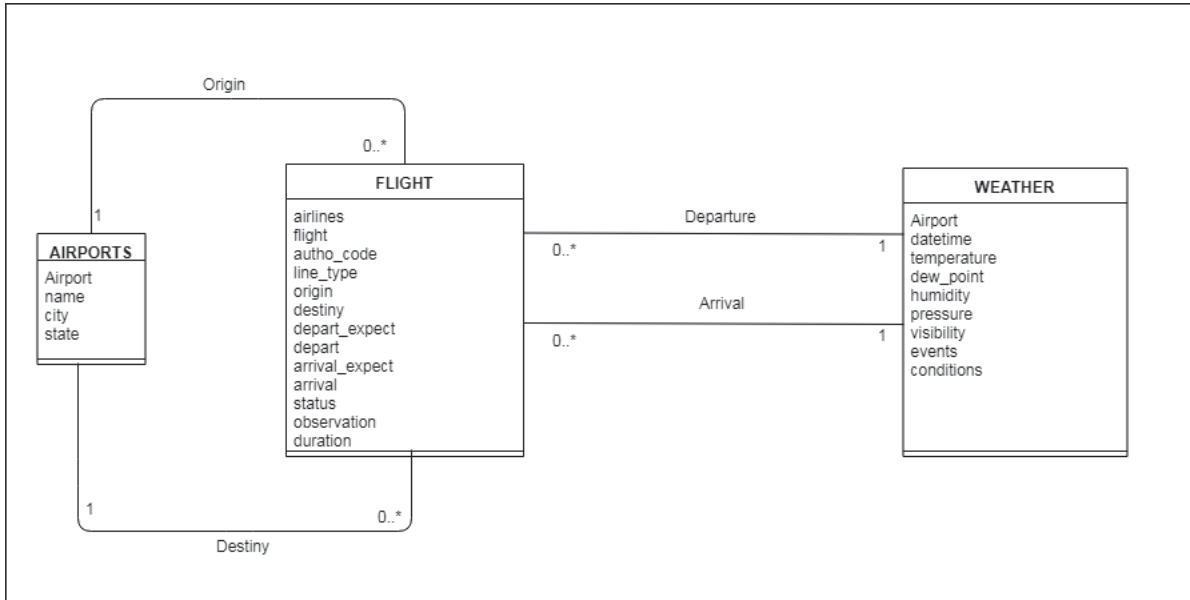 Origin
0..*
1
AIRPORTS
Airport
name
city
state
1
Destiny
0..*
FLIGHT
airlines
flight
autho_code
line_type
origin
destiny
depart_expect
depart
arrival_expect
arrival
status
observation
duration
Departure
0..*
1
Arrival
0..*
1
WEATHER
Airport
datetime
temperature
dew_point
humidity
pressure
visibility
events
conditions